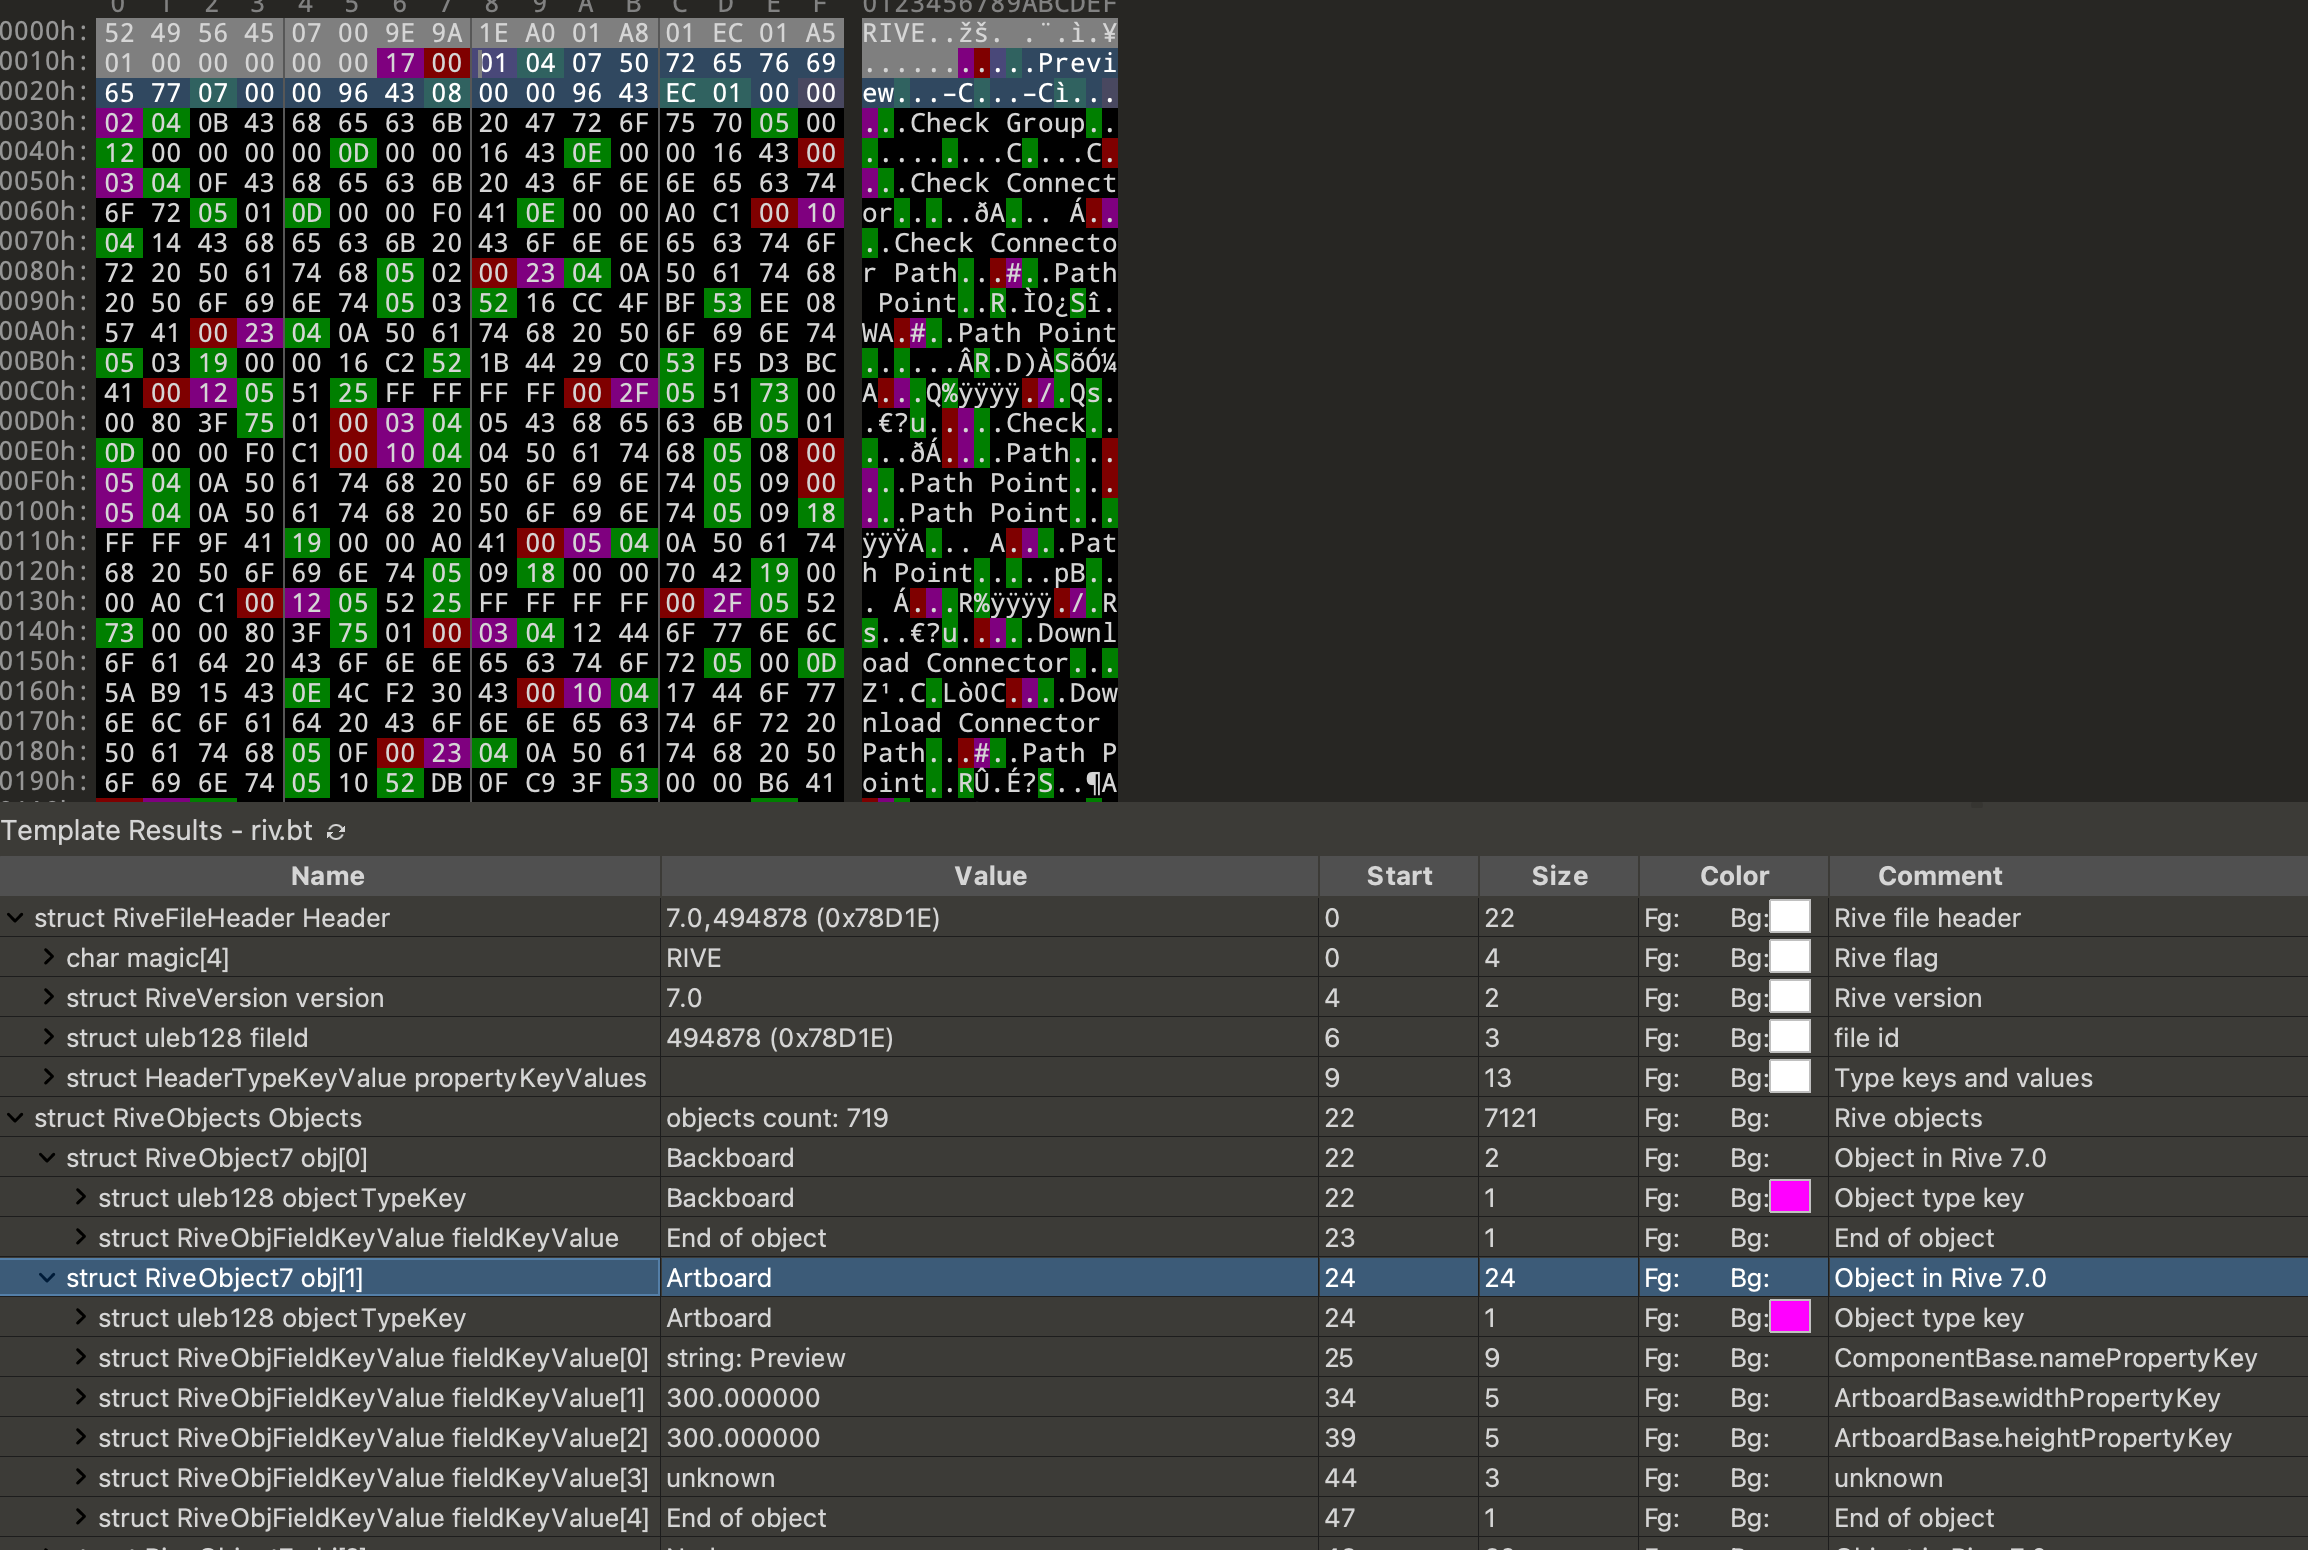 0 1 2 3 4 5 6 7 8 9 A B C D E F 0123456789ABCDEF
0000h: 52 49 56 45 07 00 9E 9A 1E A0 01 A8 01 EC 01 A5 RIVE..žš. .¨.ì.¥
0010h: 01 00 00 00 00 00 17 00 01 04 07 50 72 65 76 69 ...........Previ
0020h: 65 77 07 00 00 96 43 08 00 00 96 43 EC 01 00 00 ew...–C...–Cì...
0030h: 02 04 0B 43 68 65 63 6B 20 47 72 6F 75 70 05 00 ...Check Group..
0040h: 12 00 00 00 00 0D 00 00 16 43 0E 00 00 16 43 00 .........C....C.
0050h: 03 04 0F 43 68 65 63 6B 20 43 6F 6E 6E 65 63 74 ...Check Connect
0060h: 6F 72 05 01 0D 00 00 F0 41 0E 00 00 A0 C1 00 10 or.....ðA... Á..
0070h: 04 14 43 68 65 63 6B 20 43 6F 6E 6E 65 63 74 6F ..Check Connecto
0080h: 72 20 50 61 74 68 05 02 00 23 04 0A 50 61 74 68 r Path...#..Path
0090h: 20 50 6F 69 6E 74 05 03 52 16 CC 4F BF 53 EE 08  Point..R.ÌO¿Sî.
00A0h: 57 41 00 23 04 0A 50 61 74 68 20 50 6F 69 6E 74 WA.#..Path Point
00B0h: 05 03 19 00 00 16 C2 52 1B 44 29 C0 53 F5 D3 BC ......ÂR.D)ÀSõÓ¼
00C0h: 41 00 12 05 51 25 FF FF FF FF 00 2F 05 51 73 00 A...Q%ÿÿÿÿ./.Qs.
00D0h: 00 80 3F 75 01 00 03 04 05 43 68 65 63 6B 05 01 .€?u.....Check..
00E0h: 0D 00 00 F0 C1 00 10 04 04 50 61 74 68 05 08 00 ...ðÁ....Path...
00F0h: 05 04 0A 50 61 74 68 20 50 6F 69 6E 74 05 09 00 ...Path Point...
0100h: 05 04 0A 50 61 74 68 20 50 6F 69 6E 74 05 09 18 ...Path Point...
0110h: FF FF 9F 41 19 00 00 A0 41 00 05 04 0A 50 61 74 ÿÿŸA... A....Pat
0120h: 68 20 50 6F 69 6E 74 05 09 18 00 00 70 42 19 00 h Point.....pB..
0130h: 00 A0 C1 00 12 05 52 25 FF FF FF FF 00 2F 05 52 . Á...R%ÿÿÿÿ./.R
0140h: 73 00 00 80 3F 75 01 00 03 04 12 44 6F 77 6E 6C s..€?u.....Downl
0150h: 6F 61 64 20 43 6F 6E 6E 65 63 74 6F 72 05 00 0D oad Connector...
0160h: 5A B9 15 43 0E 4C F2 30 43 00 10 04 17 44 6F 77 Z¹.C.Lò0C....Dow
0170h: 6E 6C 6F 61 64 20 43 6F 6E 6E 65 63 74 6F 72 20 nload Connector
0180h: 50 61 74 68 05 0F 00 23 04 0A 50 61 74 68 20 50 Path...#..Path P
0190h: 6F 69 6E 74 05 10 52 DB 0F C9 3F 53 00 00 B6 41 oint..RÛ.É?S..¶A
Template Results - riv.bt
Name Value Start Size Color Comment
struct RiveFileHeader Header 7.0,494878 (0x78D1E) 0 22 Fg: Bg: Rive file header
char magic[4] RIVE 0 4 Fg: Bg: Rive flag
struct RiveVersion version 7.0 4 2 Fg: Bg: Rive version
struct uleb128 fileId 494878 (0x78D1E) 6 3 Fg: Bg: file id
struct HeaderTypeKeyValue propertyKeyValues 9 13 Fg: Bg: Type keys and values
struct RiveObjects Objects objects count: 719 22 7121 Fg: Bg: Rive objects
struct RiveObject7 obj[0] Backboard 22 2 Fg: Bg: Object in Rive 7.0
struct uleb128 objectTypeKey Backboard 22 1 Fg: Bg: Object type key
struct RiveObjFieldKeyValue fieldKeyValue End of object 23 1 Fg: Bg: End of object
struct RiveObject7 obj[1] Artboard 24 24 Fg: Bg: Object in Rive 7.0
struct uleb128 objectTypeKey Artboard 24 1 Fg: Bg: Object type key
struct RiveObjFieldKeyValue fieldKeyValue[0] string: Preview 25 9 Fg: Bg: ComponentBase.namePropertyKey
struct RiveObjFieldKeyValue fieldKeyValue[1] 300.000000 34 5 Fg: Bg: ArtboardBase.widthPropertyKey
struct RiveObjFieldKeyValue fieldKeyValue[2] 300.000000 39 5 Fg: Bg: ArtboardBase.heightPropertyKey
struct RiveObjFieldKeyValue fieldKeyValue[3] unknown 44 3 Fg: Bg: unknown
struct RiveObjFieldKeyValue fieldKeyValue[4] End of object 47 1 Fg: Bg: End of object